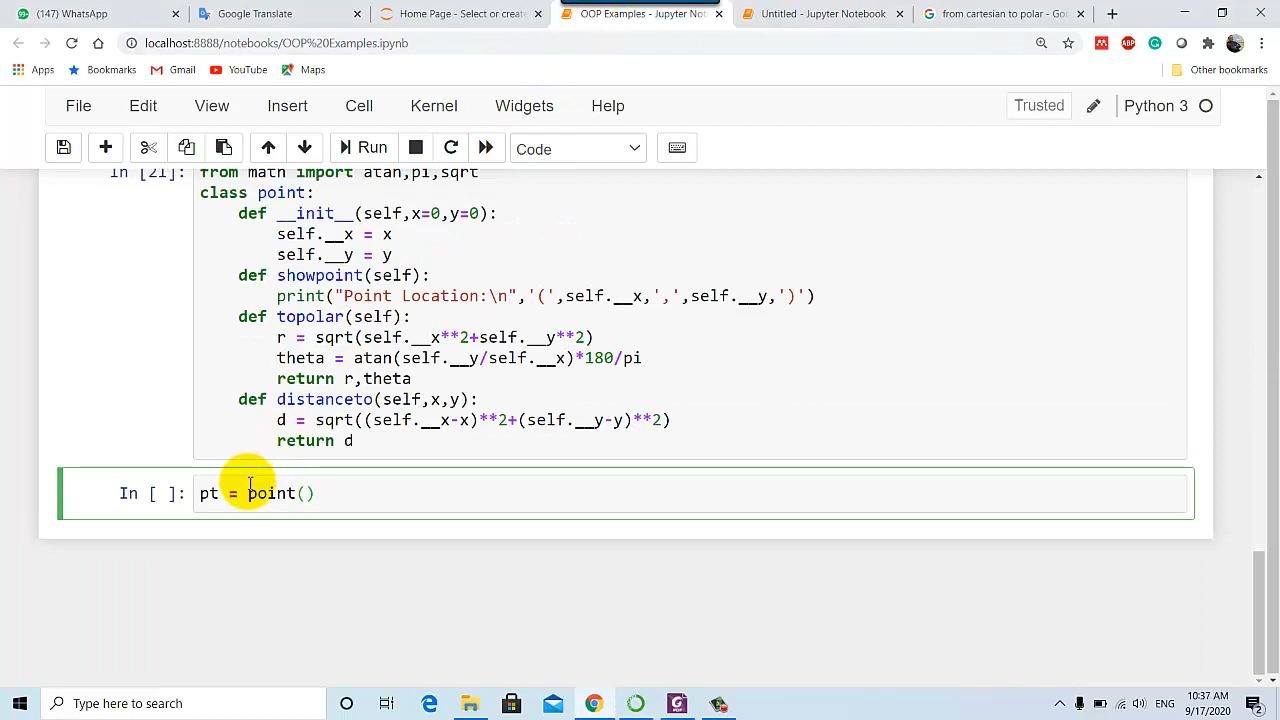 (147) WhatsApp
Google Translate
Home Page - Select or create
OOP Examples - Jupyter Note
Untitled - Jupyter Notebook
from cartesian to polar - Goo
localhost:8888/notebooks/OOP%20Examples.ipynb
Apps Bookmarks Gmail YouTube Maps Other bookmarks
File Edit View Insert Cell Kernel Widgets Help Trusted Python 3
Run Code
In [21]: from math import atan,pi,sqrt
class point:
def __init__(self,x=0,y=0):
self.__x = x
self.__y = y
def showpoint(self):
print("Point Location:\n",'(',self.__x,',',self.__y,')')
def topolar(self):
r = sqrt(self.__x**2+self.__y**2)
theta = atan(self.__y/self.__x)*180/pi
return r,theta
def distanceto(self,x,y):
d = sqrt((self.__x-x)**2+(self.__y-y)**2)
return d
In [ ]: pt = point()
Type here to search
ENG
10:37 AM
9/17/2020
2